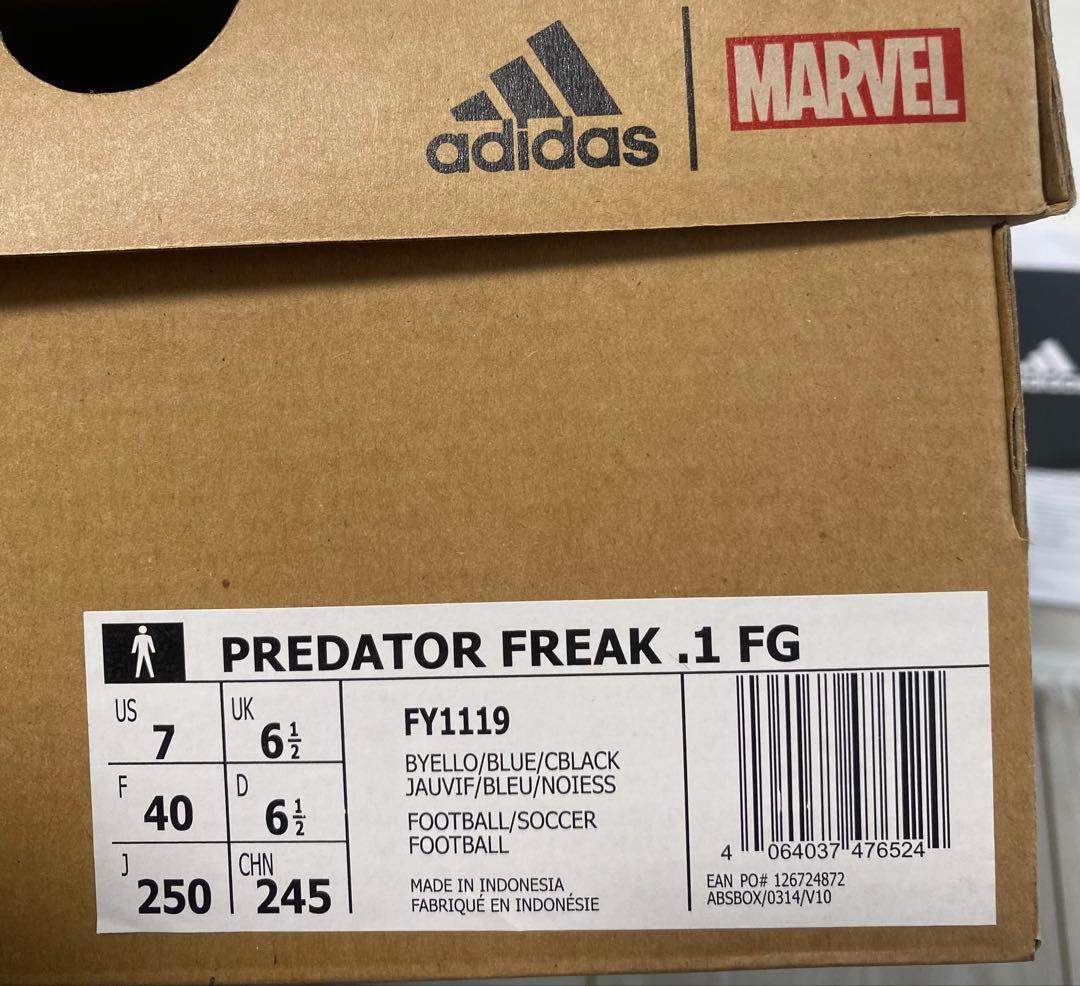 adidas
MARVEL
PREDATOR FREAK .1 FG
US 7
UK 6 ½
F 40
D 6 ½
J 250
CHN 245
FY1119
BYELLO/BLUE/CBLACK
JAUVIF/BLEU/NOIESS
FOOTBALL/SOCCER
FOOTBALL
MADE IN INDONESIA
FABRIQUÉ EN INDONÉSIE
4 064037 476524
EAN PO# 126724872
ABSBOX/0314/V10